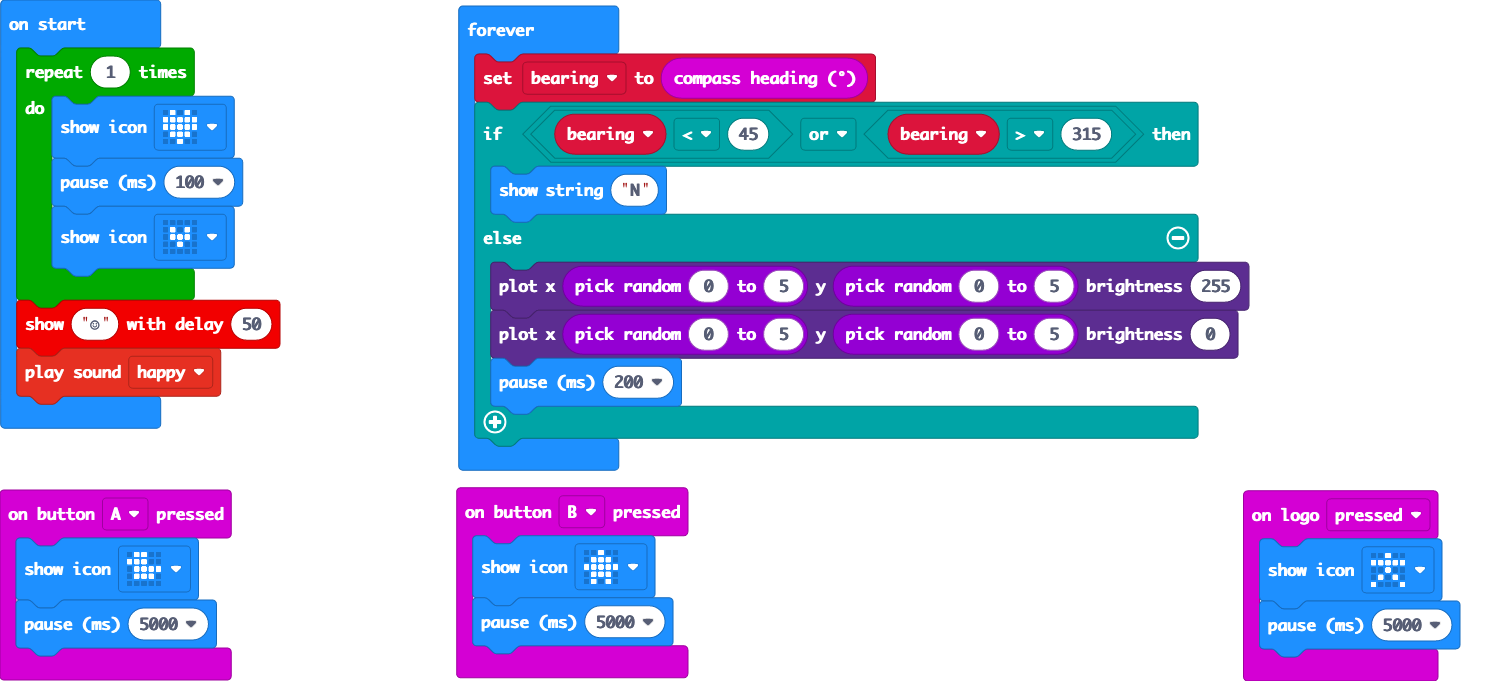 on start
repeat 1 times
do
show icon
pause (ms) 100
show icon
show "☺" with delay 50
play sound happy
forever
set bearing to compass heading (°)
if bearing < 45 or bearing > 315 then
show string "N"
else
plot x pick random 0 to 5 y pick random 0 to 5 brightness 255
plot x pick random 0 to 5 y pick random 0 to 5 brightness 0
pause (ms) 200
on button A pressed
show icon
pause (ms) 5000
on button B pressed
show icon
pause (ms) 5000
on logo pressed
show icon
pause (ms) 5000